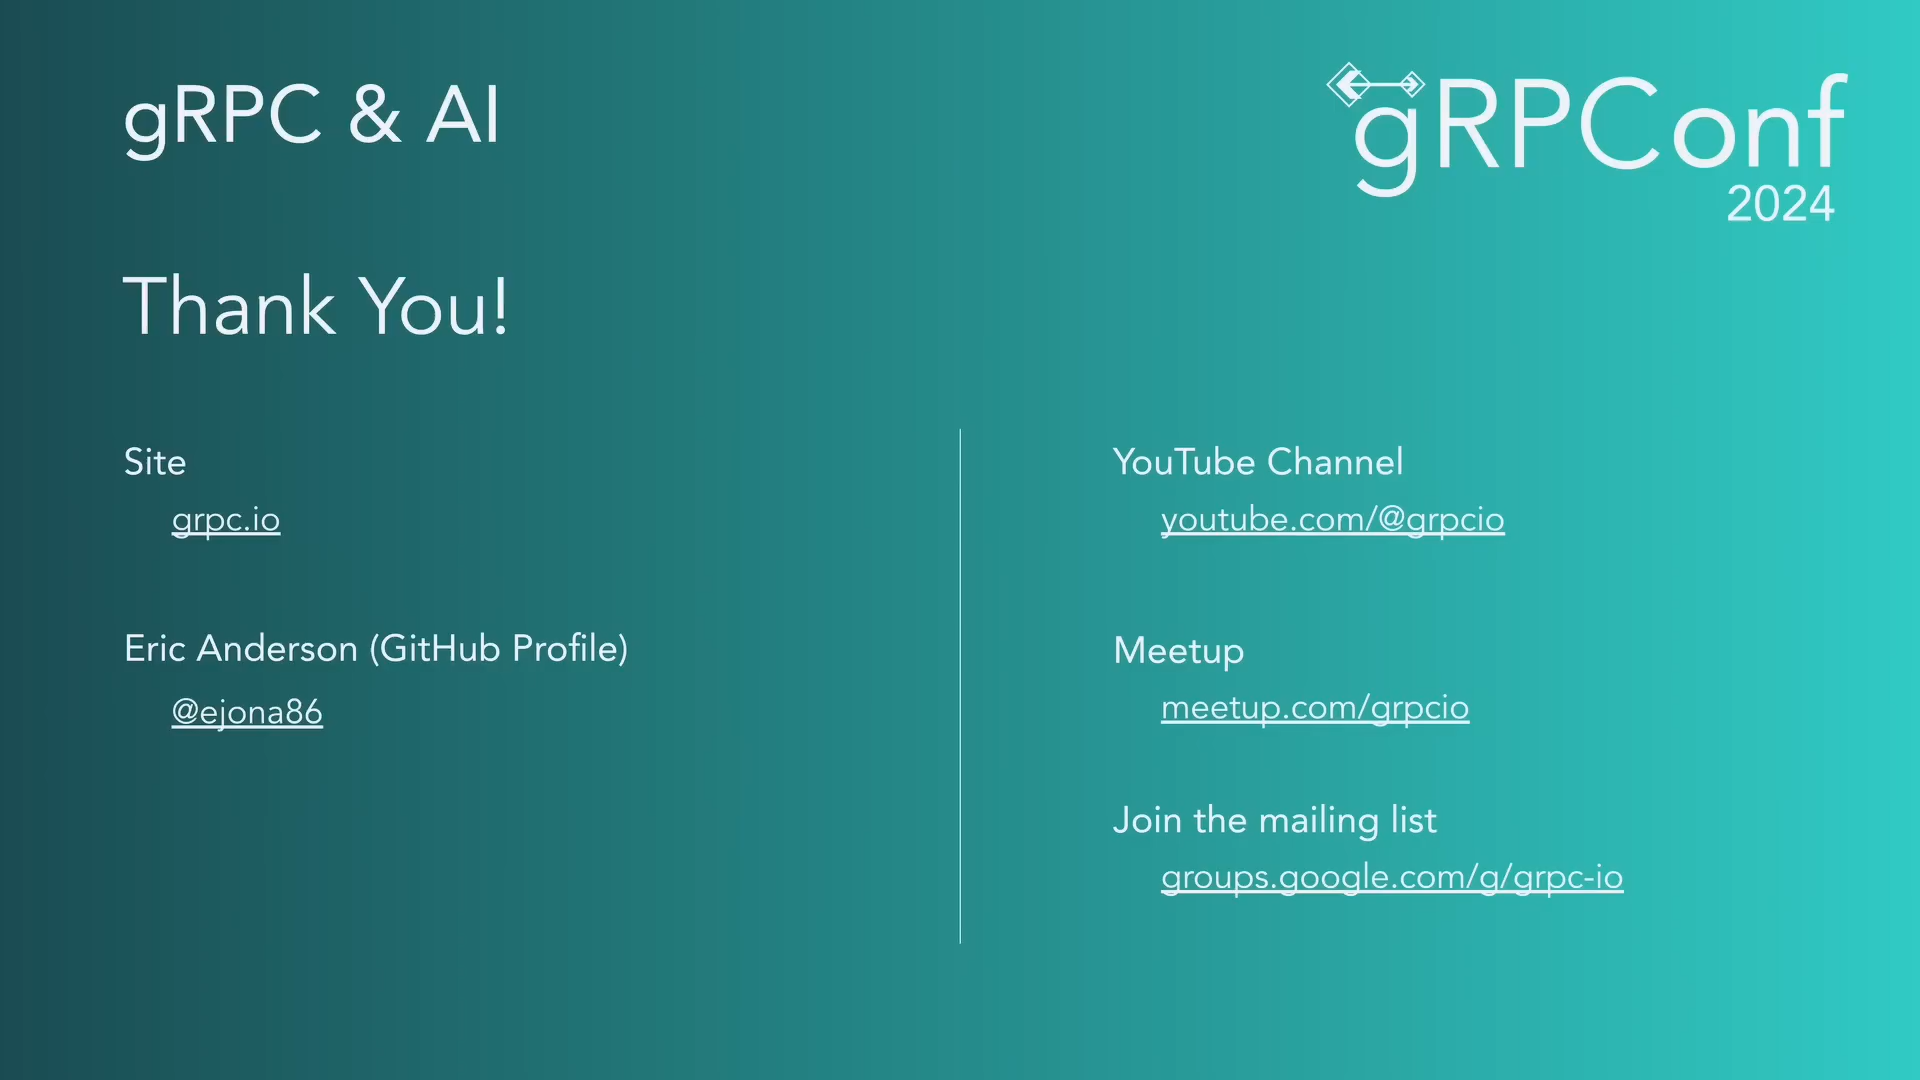 gRPC & AI
gRPConf
2024
Thank You!
Site
grpc.io
Eric Anderson (GitHub Profile)
@ejona86
YouTube Channel
youtube.com/@grpcio
Meetup
meetup.com/grpcio
Join the mailing list
groups.google.com/g/grpc-io